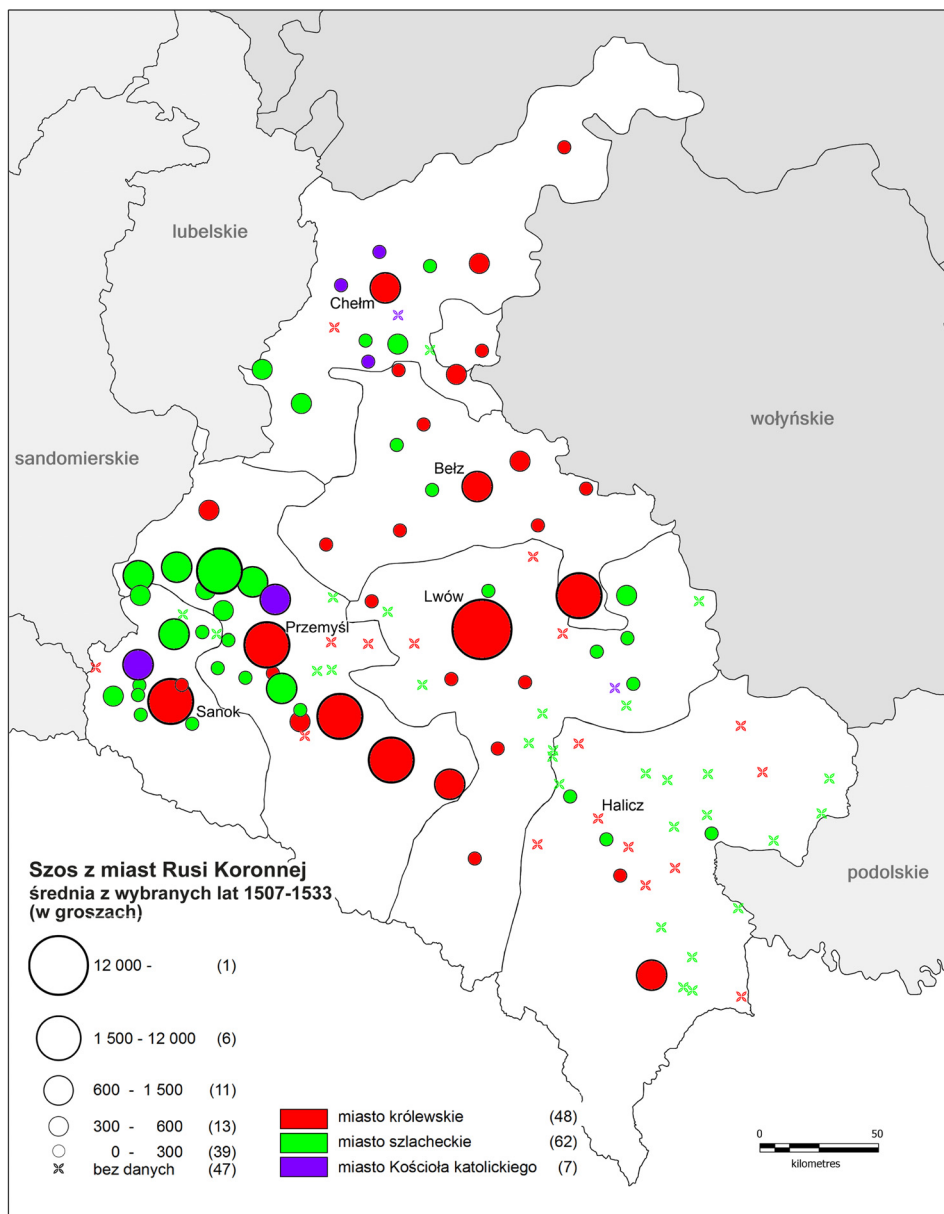 lubelskie
Chełm
wołyńskie
sandomierskie
Bełz
Lwów
Przemyśl
Sanok
Halicz
podolskie
Szos z miast Rusi Koronnej
średnia z wybranych lat 1507-1533
(w groszach)
12 000 - (1)
1 500 - 12 000 (6)
600 - 1 500 (11)
300 - 600 (13)
0 - 300 (39)
bez danych (47)
miasto królewskie (48)
miasto szlacheckie (62)
miasto Kościoła katolickiego (7)
0 50
kilometres